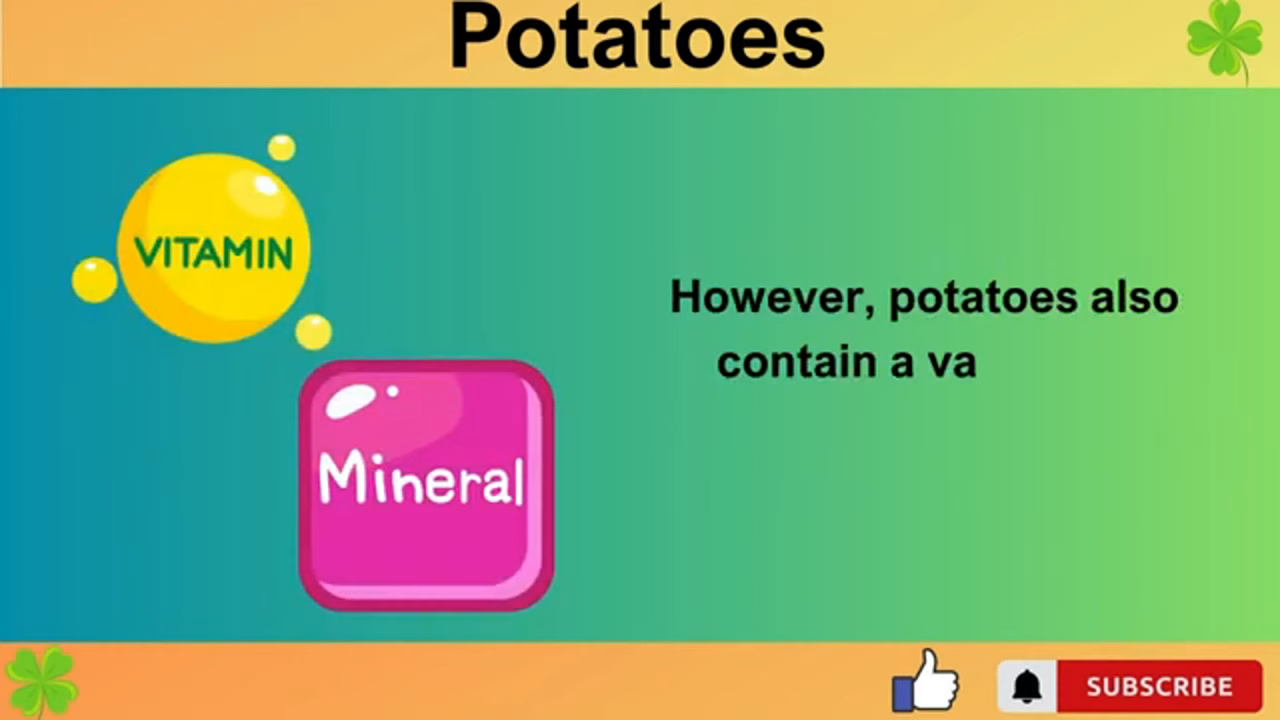 Potatoes
VITAMIN
However, potatoes also
contain a va
Mineral
SUBSCRIBE